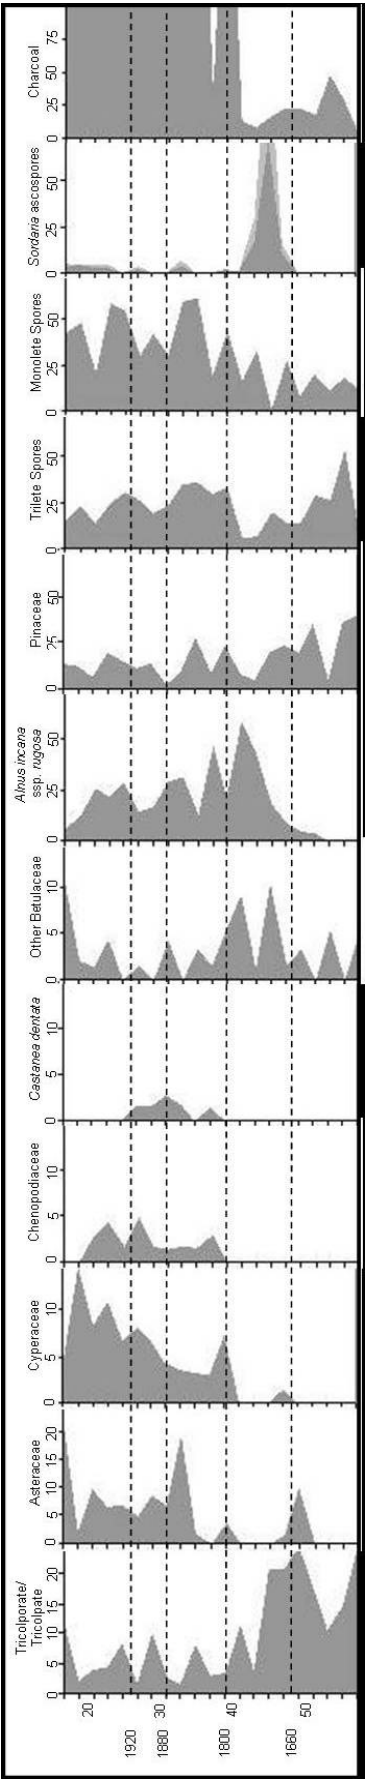 Tricolporate/
Tricolpate
0 5 10 15 20
Asteraceae
0 5 10 15 20
Cyperaceae
0 5 10
Chenopodiaceae
0 5 10
Castanea dentata
0 5 10
Other Betulaceae
0 5 10
Alnus incana
ssp. rugosa
0 25 50
Pinaceae
0 25 50
Trilete Spores
0 25 50
Monolete Spores
0 25 50
Sordaria ascospores
0 25 50
Charcoal
0 25 50 75
20
1920
30
1880
40
1800
1660
50